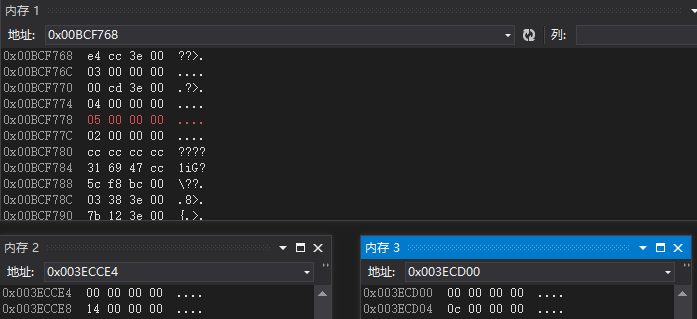 内存 1
地址: 0x00BCF768 列:
0x00BCF768 e4 cc 3e 00 ??>.
0x00BCF76C 03 00 00 00 ....
0x00BCF770 00 cd 3e 00 .?>.
0x00BCF774 04 00 00 00 ....
0x00BCF778 05 00 00 00 ....
0x00BCF77C 02 00 00 00 ....
0x00BCF780 cc cc cc cc ????
0x00BCF784 31 69 47 cc 1iG?
0x00BCF788 5c f8 bc 00 \??.
0x00BCF78C 03 38 3e 00 .8>.
0x00BCF790 7b 12 3e 00 {.>.
内存 2
地址: 0x003ECCE4
0x003ECCE4 00 00 00 00 ....
0x003ECCE8 14 00 00 00 ....
内存 3
地址: 0x003ECD00
0x003ECD00 00 00 00 00 ....
0x003ECD04 0c 00 00 00 ....